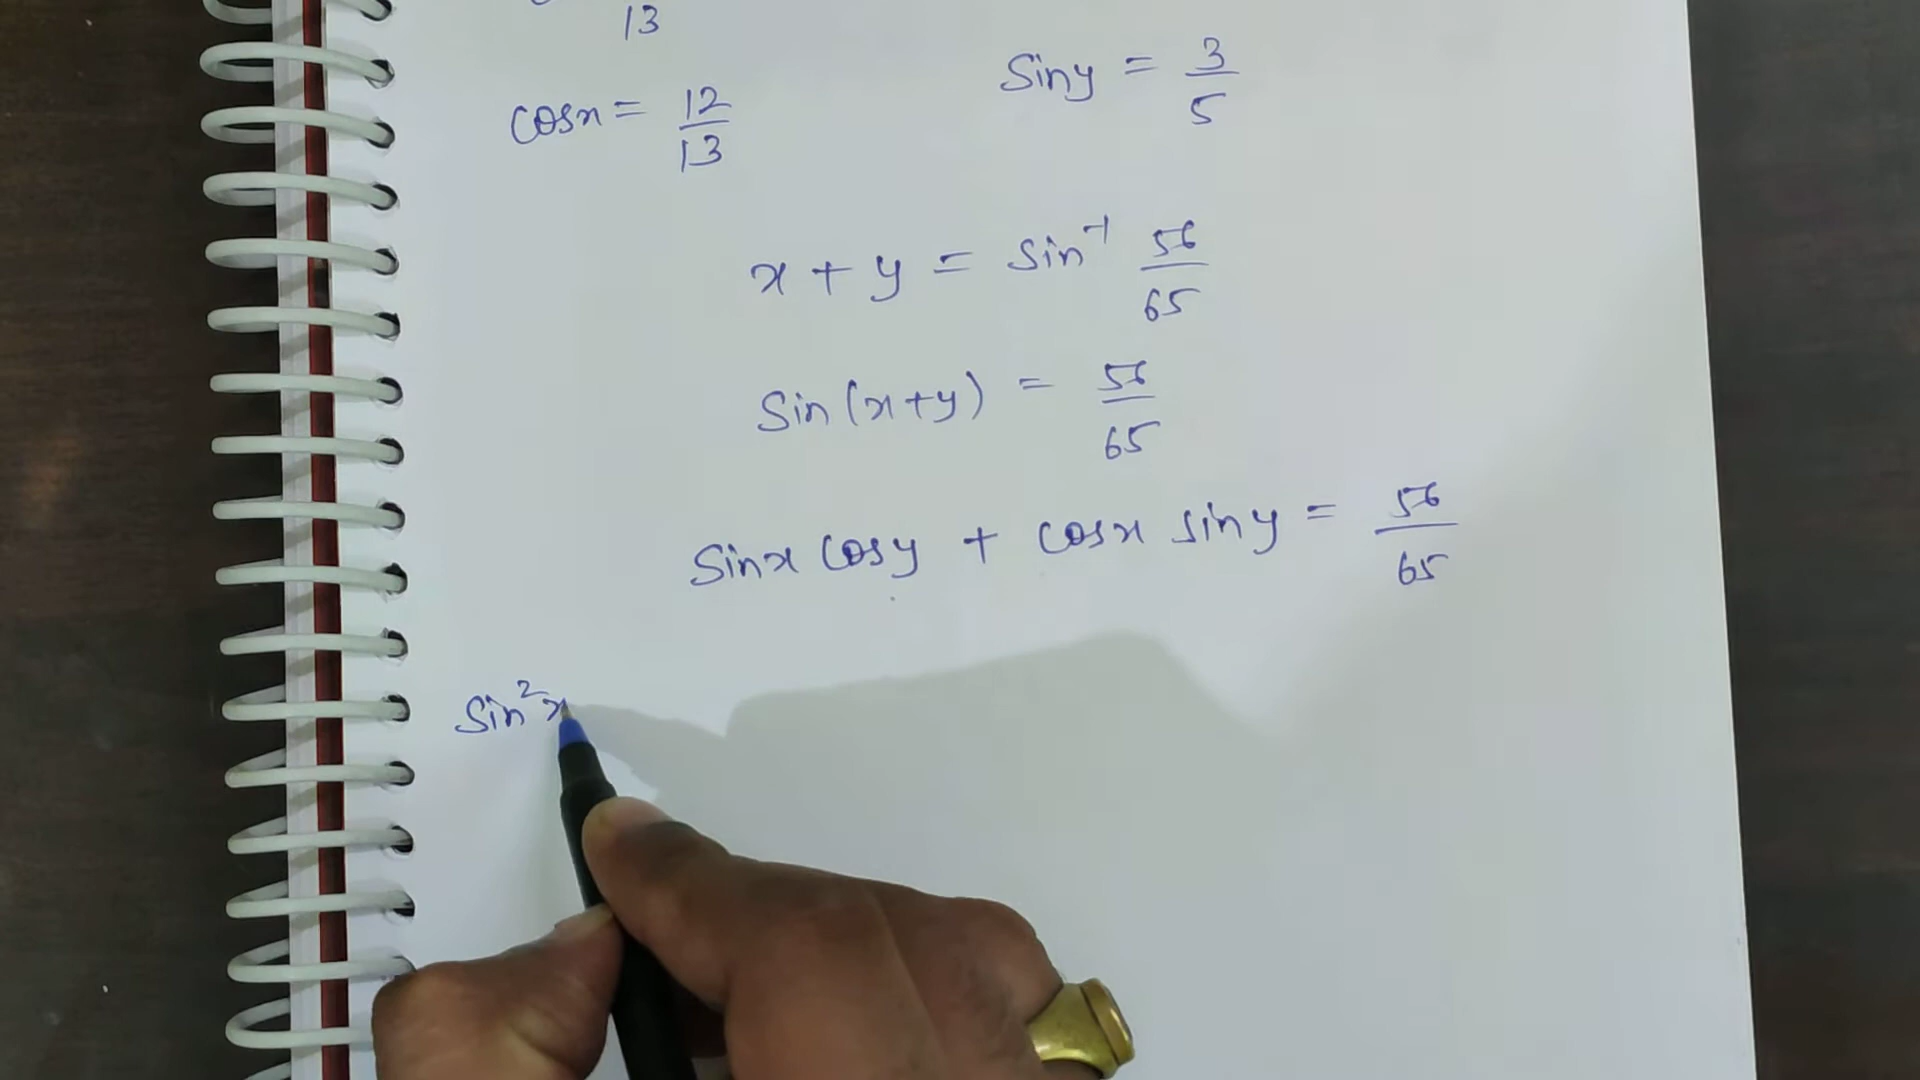 13
cosx = 12/13
Siny = 3/5
x + y = Sin⁻¹ 56/65
Sin(x+y) = 56/65
Sinx cosy + cosx siny = 56/65
Sin²x